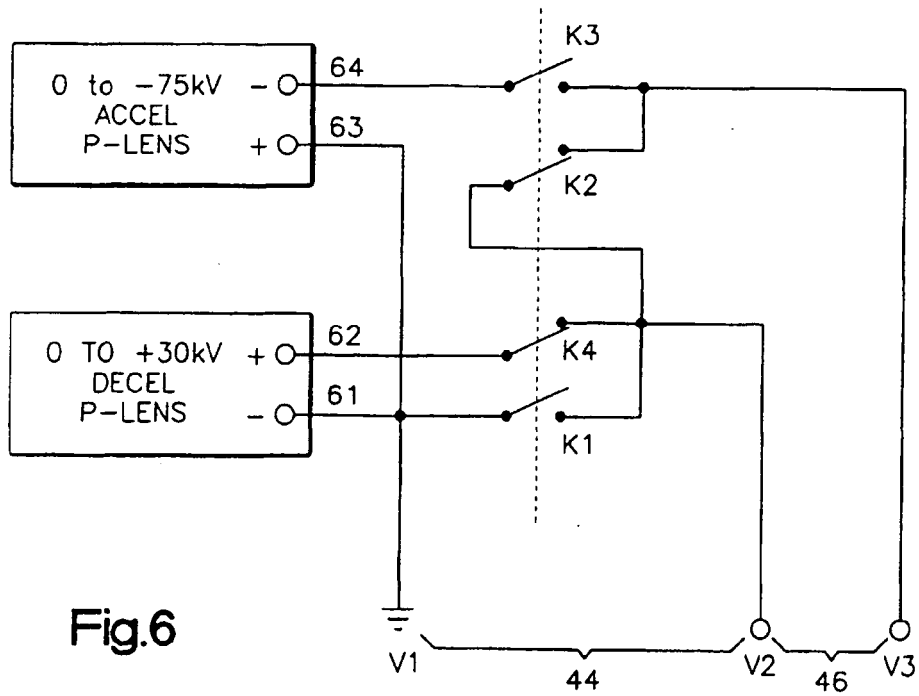 0 to -75kV
ACCEL
P-LENS
-
+
64
63
K3
K2
0 TO +30kV
DECEL
P-LENS
+
-
62
61
K4
K1
Fig.6
V1
44
V2
46
V3